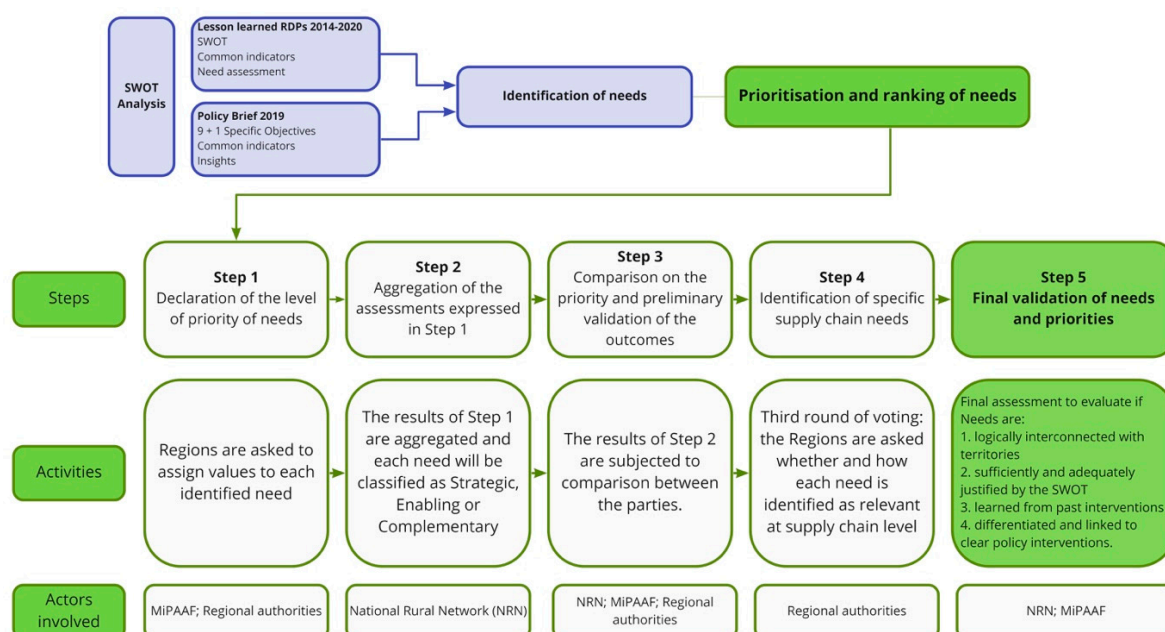 Lesson learned RDPs 2014-2020
SWOT
Common indicators
Need assessment
SWOT
Analysis
Policy Brief 2019
9 + 1 Specific Objectives
Common indicators
Insights
Identification of needs
Prioritisation and ranking of needs
Steps
Step 1
Declaration of the level
of priority of needs
Step 2
Aggregation of the
assessments expressed
in Step 1
Step 3
Comparison on the
priority and preliminary
validation of the
outcomes
Step 4
Identification of specific
supply chain needs
Step 5
Final validation of needs
and priorities
Activities
Regions are asked to
assign values to each
identified need
The results of Step 1
are aggregated and
each need will be
classified as Strategic,
Enabling or
Complementary
The results of Step 2
are subjected to
comparison between
the parties.
Third round of voting:
the Regions are asked
whether and how
each need is
identified as relevant
at supply chain level
Final assessment to evaluate if
Needs are:
1. logically interconnected with
territories
2. sufficiently and adequately
justified by the SWOT
3. learned from past interventions
4. differentiated and linked to
clear policy interventions.
Actors
involved
MiPAAF; Regional authorities
National Rural Network (NRN)
NRN; MiPAAF; Regional
authorities
Regional authorities
NRN; MiPAAF